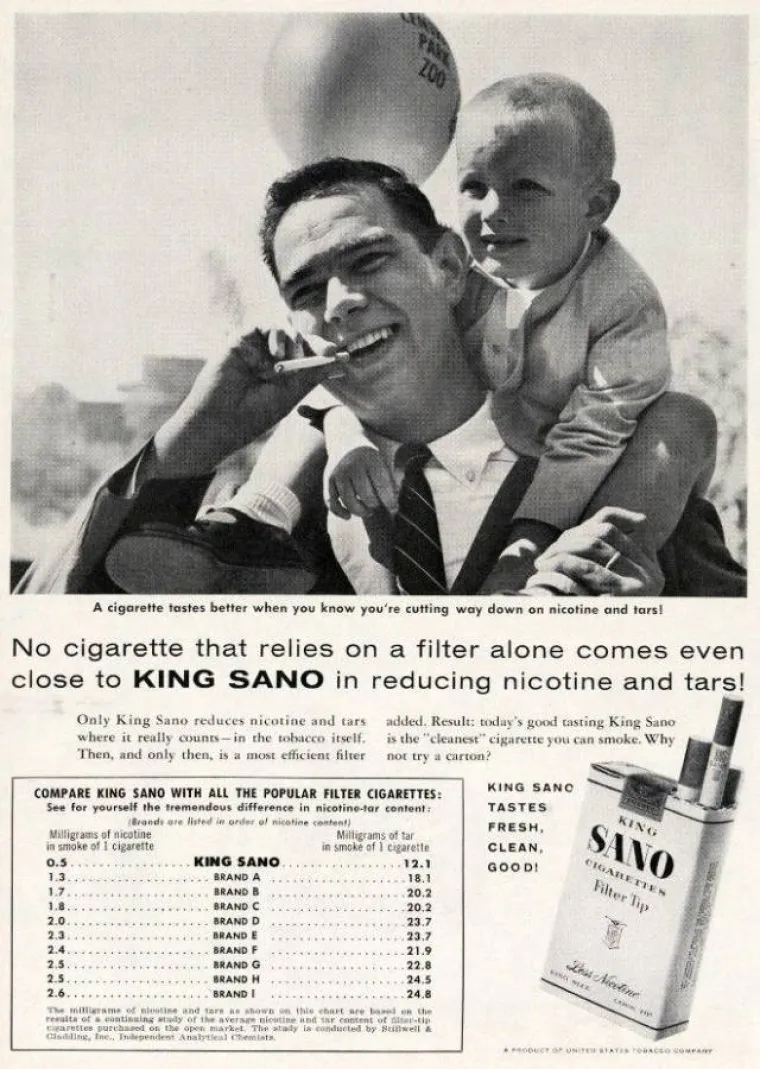 CENTRAL
PARK
ZOO
A cigarette tastes better when you know you're cutting way down on nicotine and tars!
No cigarette that relies on a filter alone comes even
close to KING SANO in reducing nicotine and tars!
Only King Sano reduces nicotine and tars
where it really counts—in the tobacco itself.
Then, and only then, is a most efficient filter
added. Result: today's good tasting King Sano
is the "cleanest" cigarette you can smoke. Why
not try a carton?
COMPARE KING SANO WITH ALL THE POPULAR FILTER CIGARETTES:
See for yourself the tremendous difference in nicotine-tar content:
(Brands are listed in order of nicotine content)
Milligrams of nicotine
in smoke of 1 cigarette
Milligrams of tar
in smoke of 1 cigarette
0.5 KING SANO 12.1
1.3 BRAND A 18.1
1.7 BRAND B 20.2
1.8 BRAND C 20.2
2.0 BRAND D 23.7
2.3 BRAND E 23.7
2.4 BRAND F 21.9
2.5 BRAND G 22.8
2.5 BRAND H 24.5
2.6 BRAND I 24.8
The milligrams of nicotine and tars as shown on this chart are based on the
results of a continuing study of the average nicotine and tar content of filter-tip
cigarettes purchased on the open market. The study is conducted by Stillwell &
Gladding, Inc., Independent Analytical Chemists.
KING SANO
TASTES
FRESH,
CLEAN,
GOOD!
KING
SANO
CIGARETTES
Filter Tip
Less Nicotine
A PRODUCT OF UNITED STATES TOBACCO COMPANY